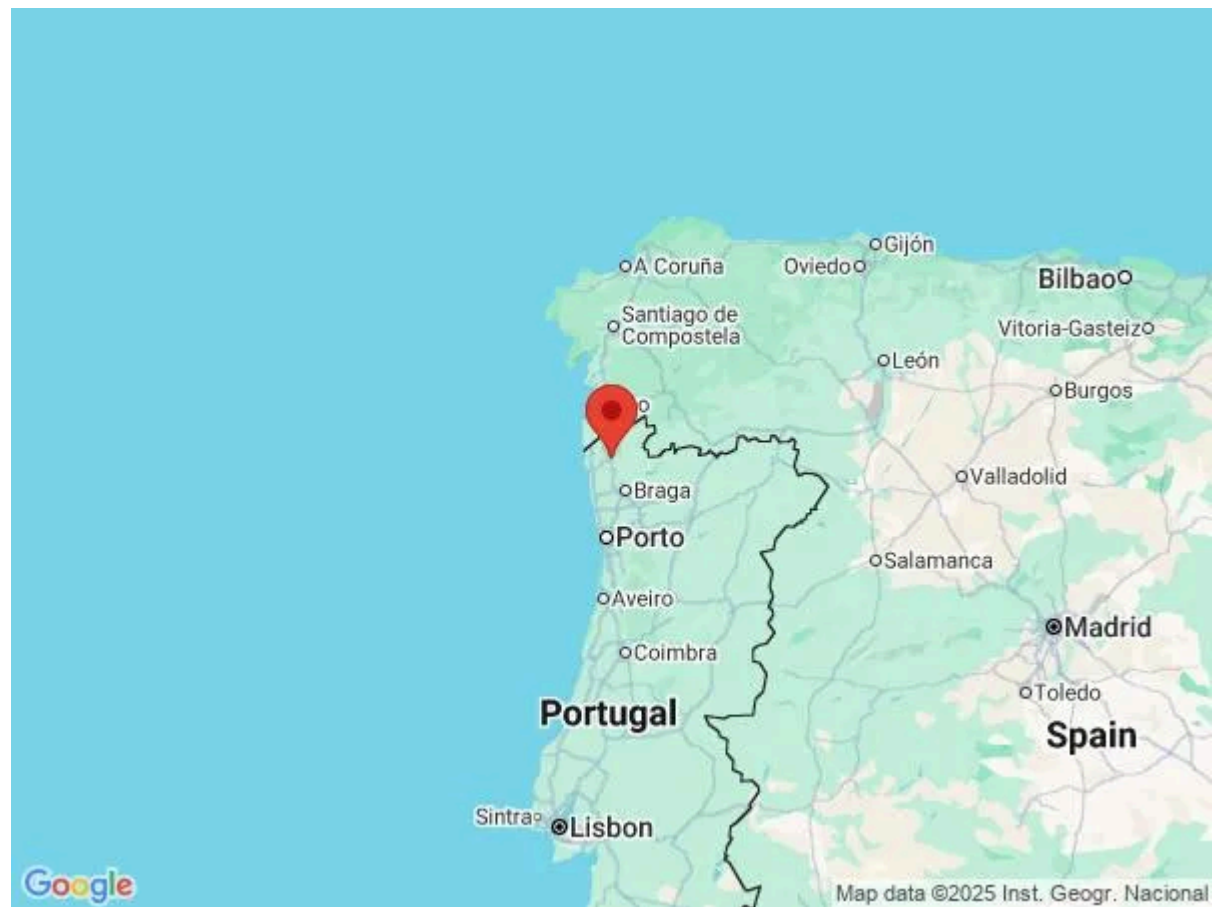 Gijón
A Coruña
Oviedo
Bilbao
Santiago de
Compostela
Vitoria-Gasteiz
León
Burgos
Valladolid
Braga
Porto
Salamanca
Aveiro
Madrid
Coimbra
Toledo
Portugal
Spain
Sintra
Lisbon
Google
Map data ©2025 Inst. Geogr. Nacional